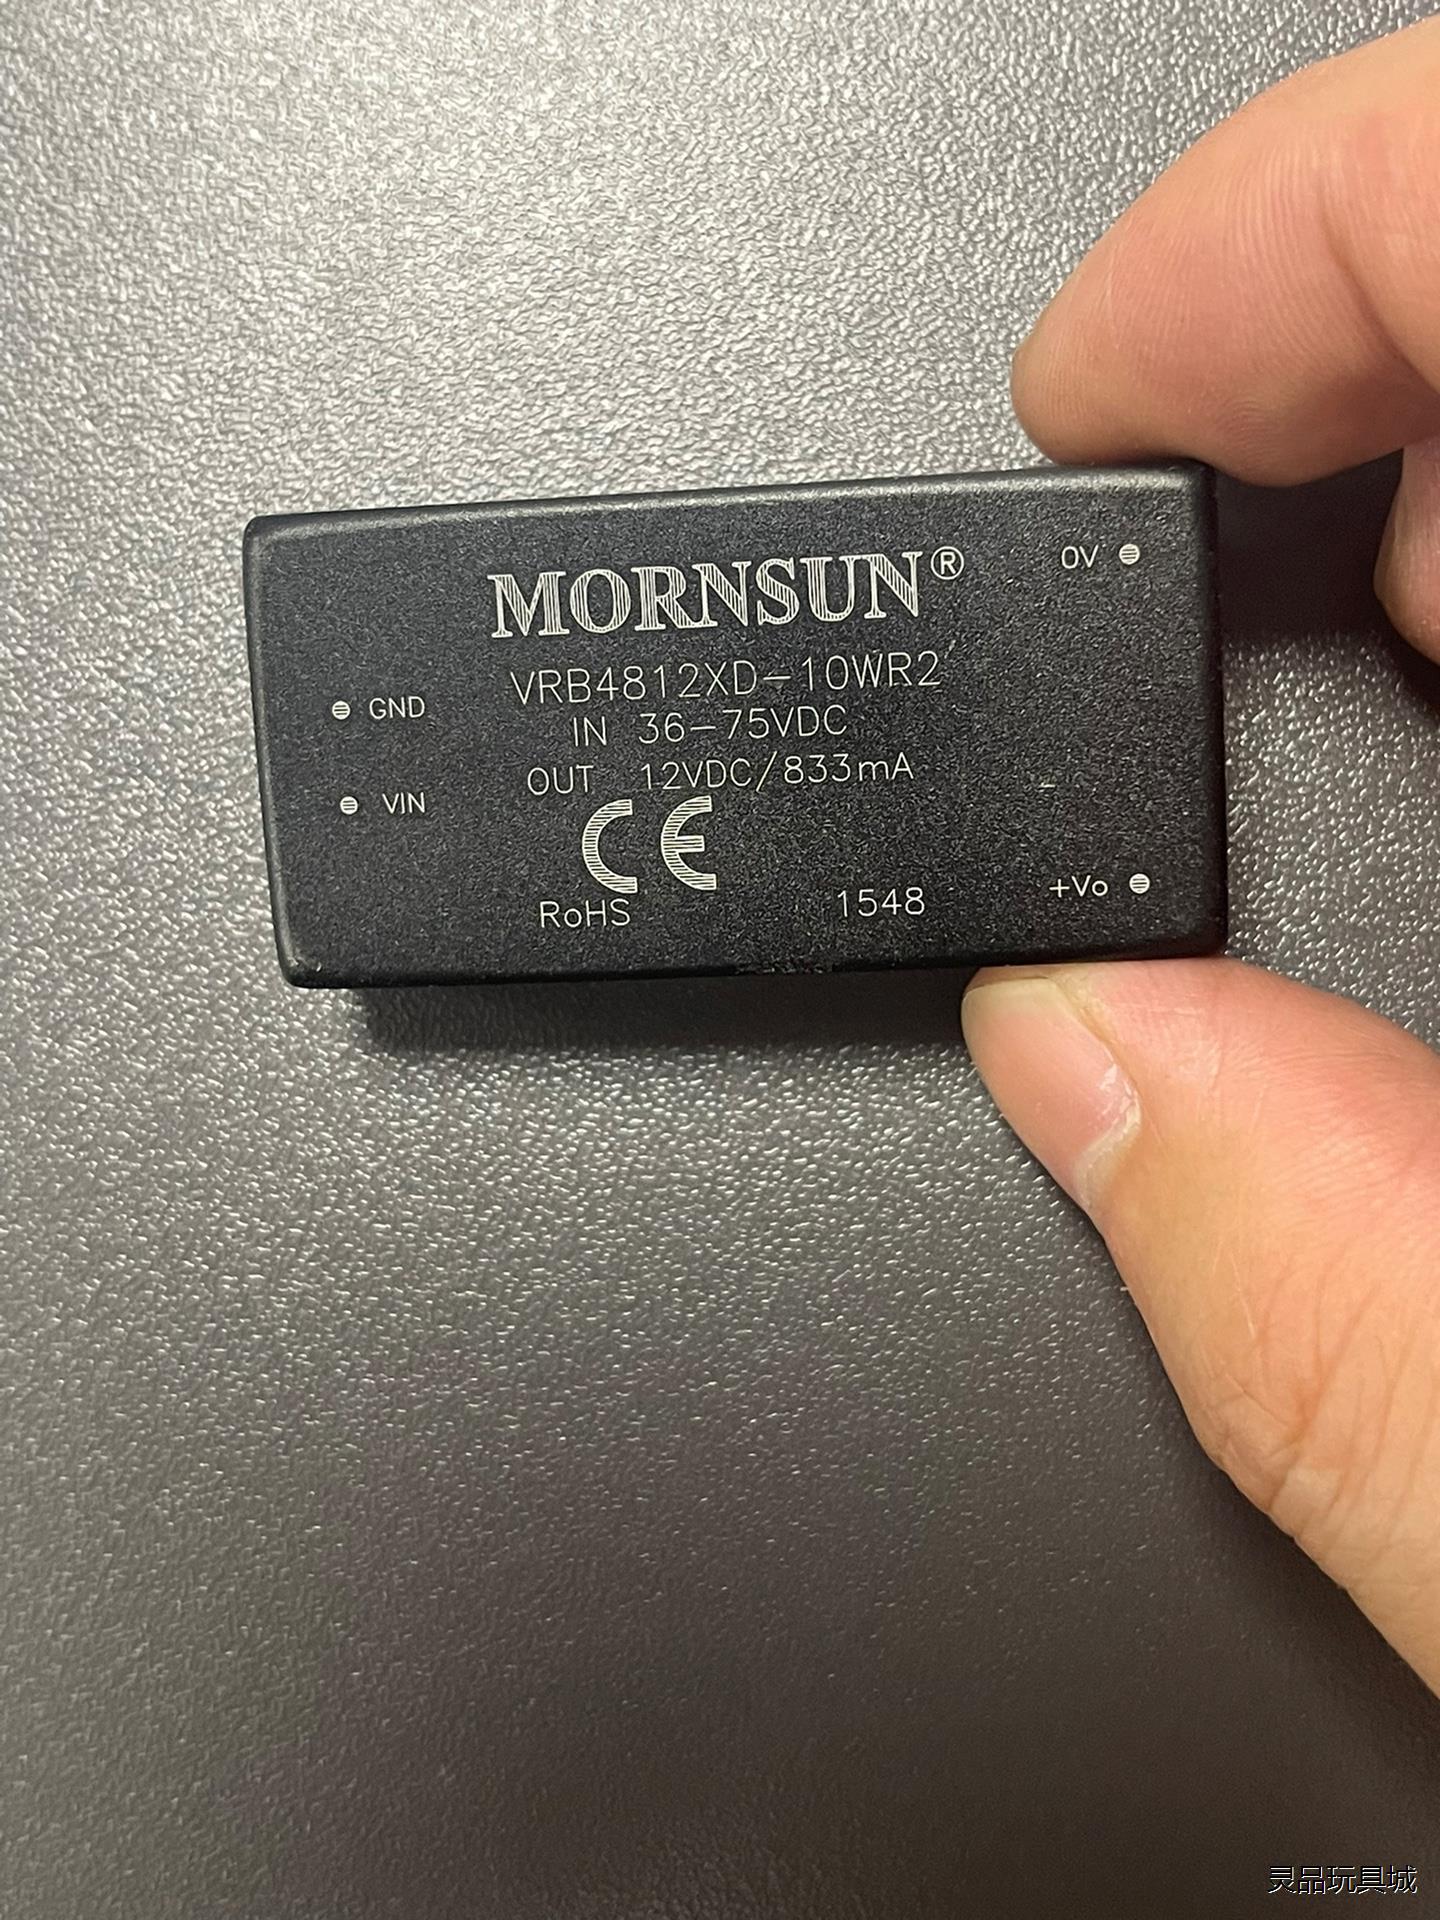 MORNSUN®
0V
VRB4812XD-10WR2
GND
IN 36-75VDC
OUT 12VDC/833mA
VIN
CE
+Vo
RoHS
1548
灵品玩具城